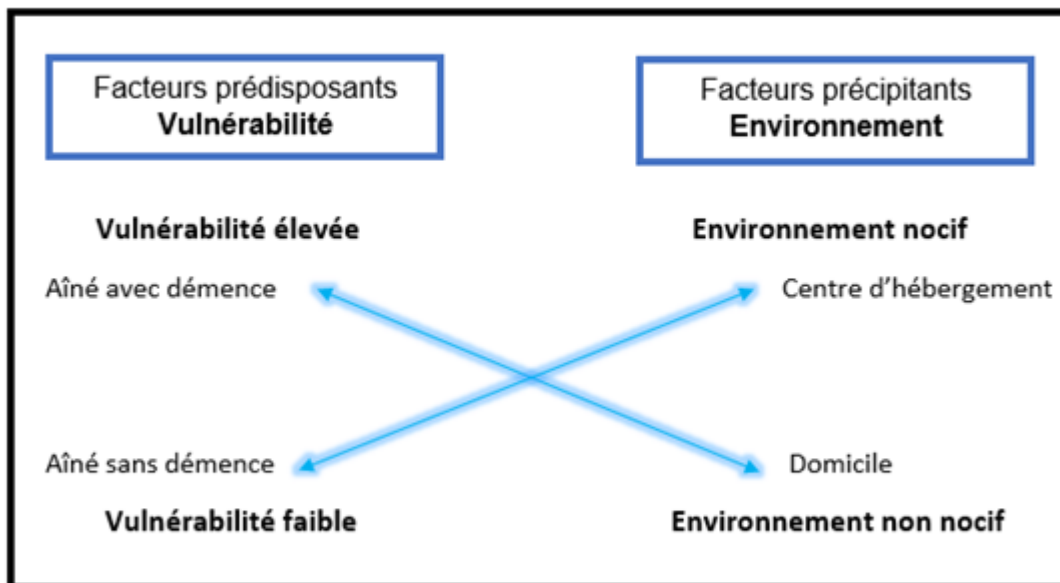 Facteurs prédisposants
Vulnérabilité
Facteurs précipitants
Environnement
Vulnérabilité élevée
Environnement nocif
Aîné avec démence
Centre d’hébergement
Aîné sans démence
Domicile
Vulnérabilité faible
Environnement non nocif